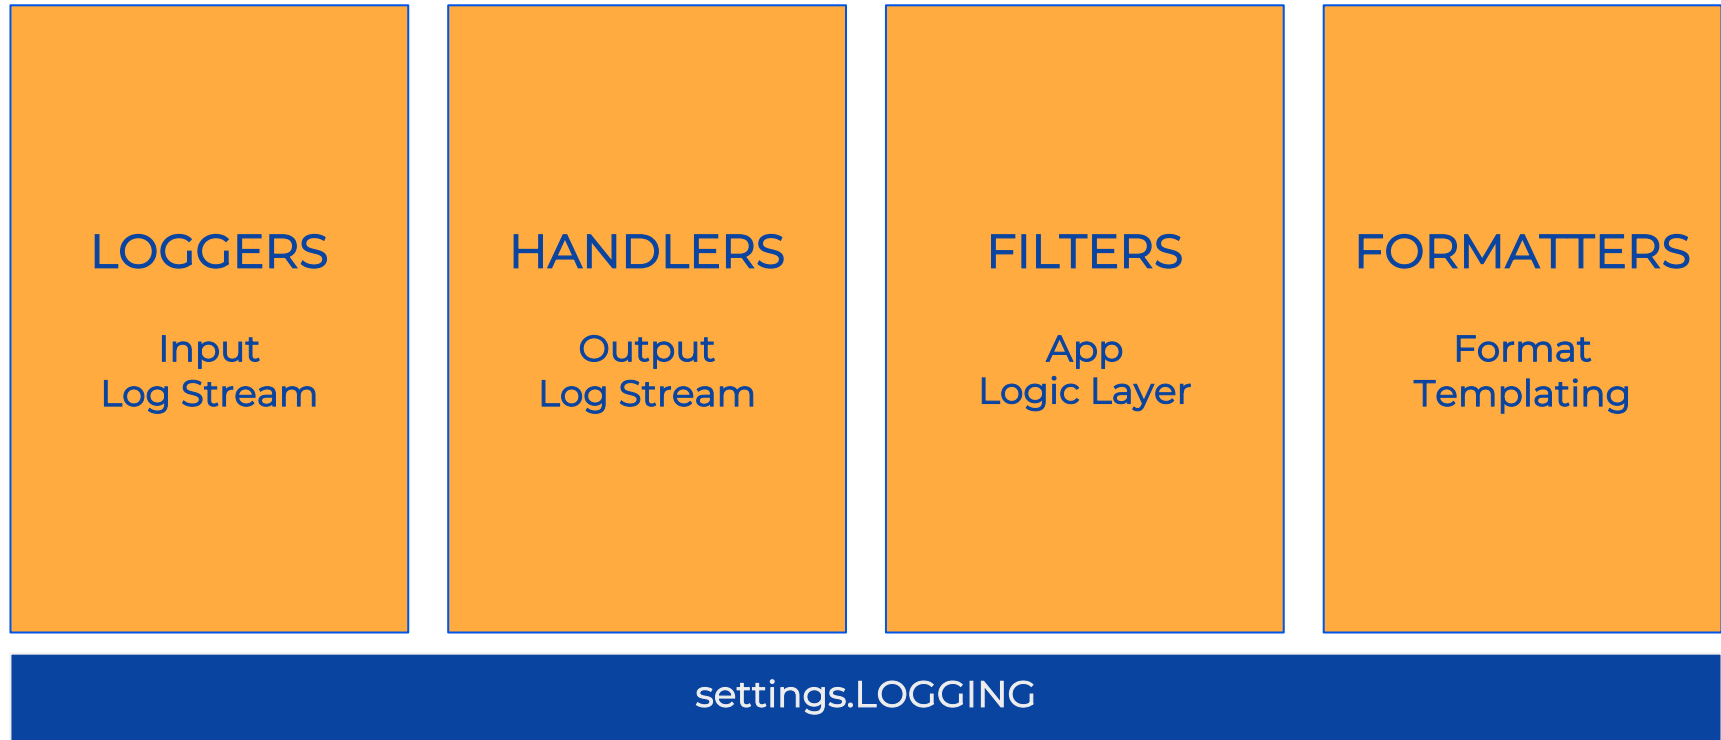 LOGGERS
Input
Log Stream
HANDLERS
Output
Log Stream
FILTERS
App
Logic Layer
FORMATTERS
Format
Templating
settings.LOGGING